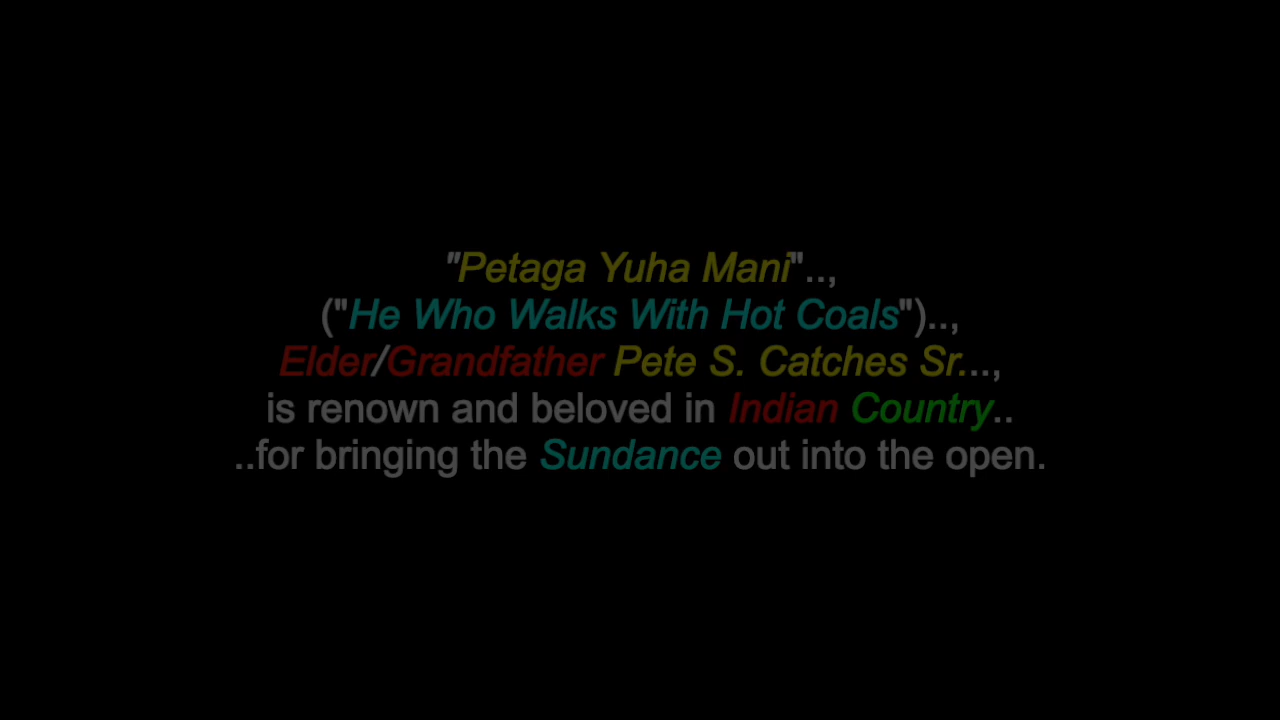 "Petaga Yuha Mani"..,
("He Who Walks With Hot Coals")..,
Elder/Grandfather Pete S. Catches Sr...,
is renown and beloved in Indian Country..
..for bringing the Sundance out into the open.